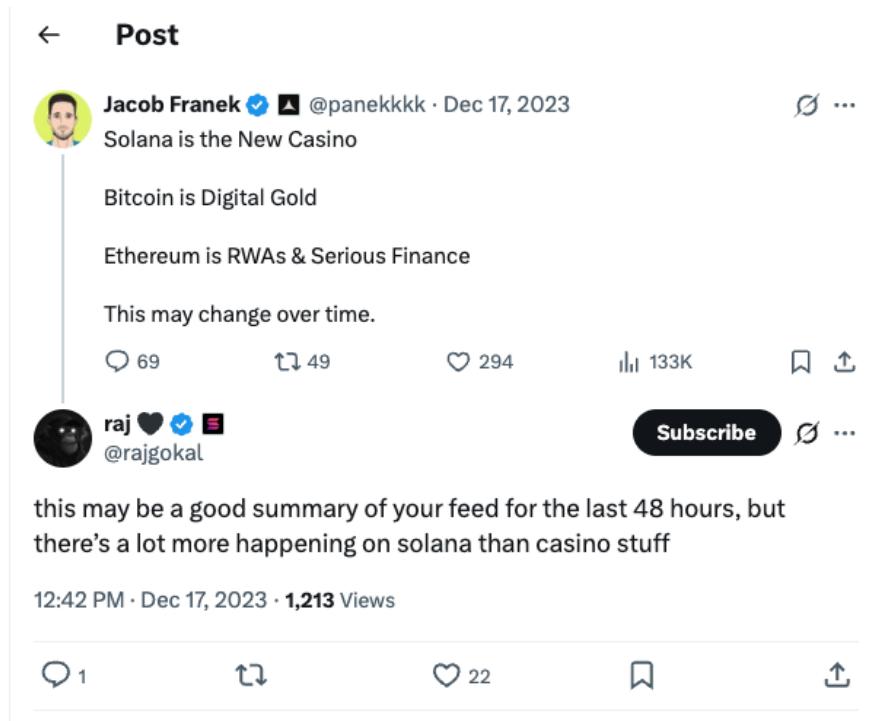 Post
Jacob Franek @panekkkk · Dec 17, 2023
Solana is the New Casino
Bitcoin is Digital Gold
Ethereum is RWAs & Serious Finance
This may change over time.
69 49 294 133K
raj 🖤
Subscribe
@rajgokal
this may be a good summary of your feed for the last 48 hours, but
there’s a lot more happening on solana than casino stuff
12:42 PM · Dec 17, 2023 · 1,213 Views
1 22